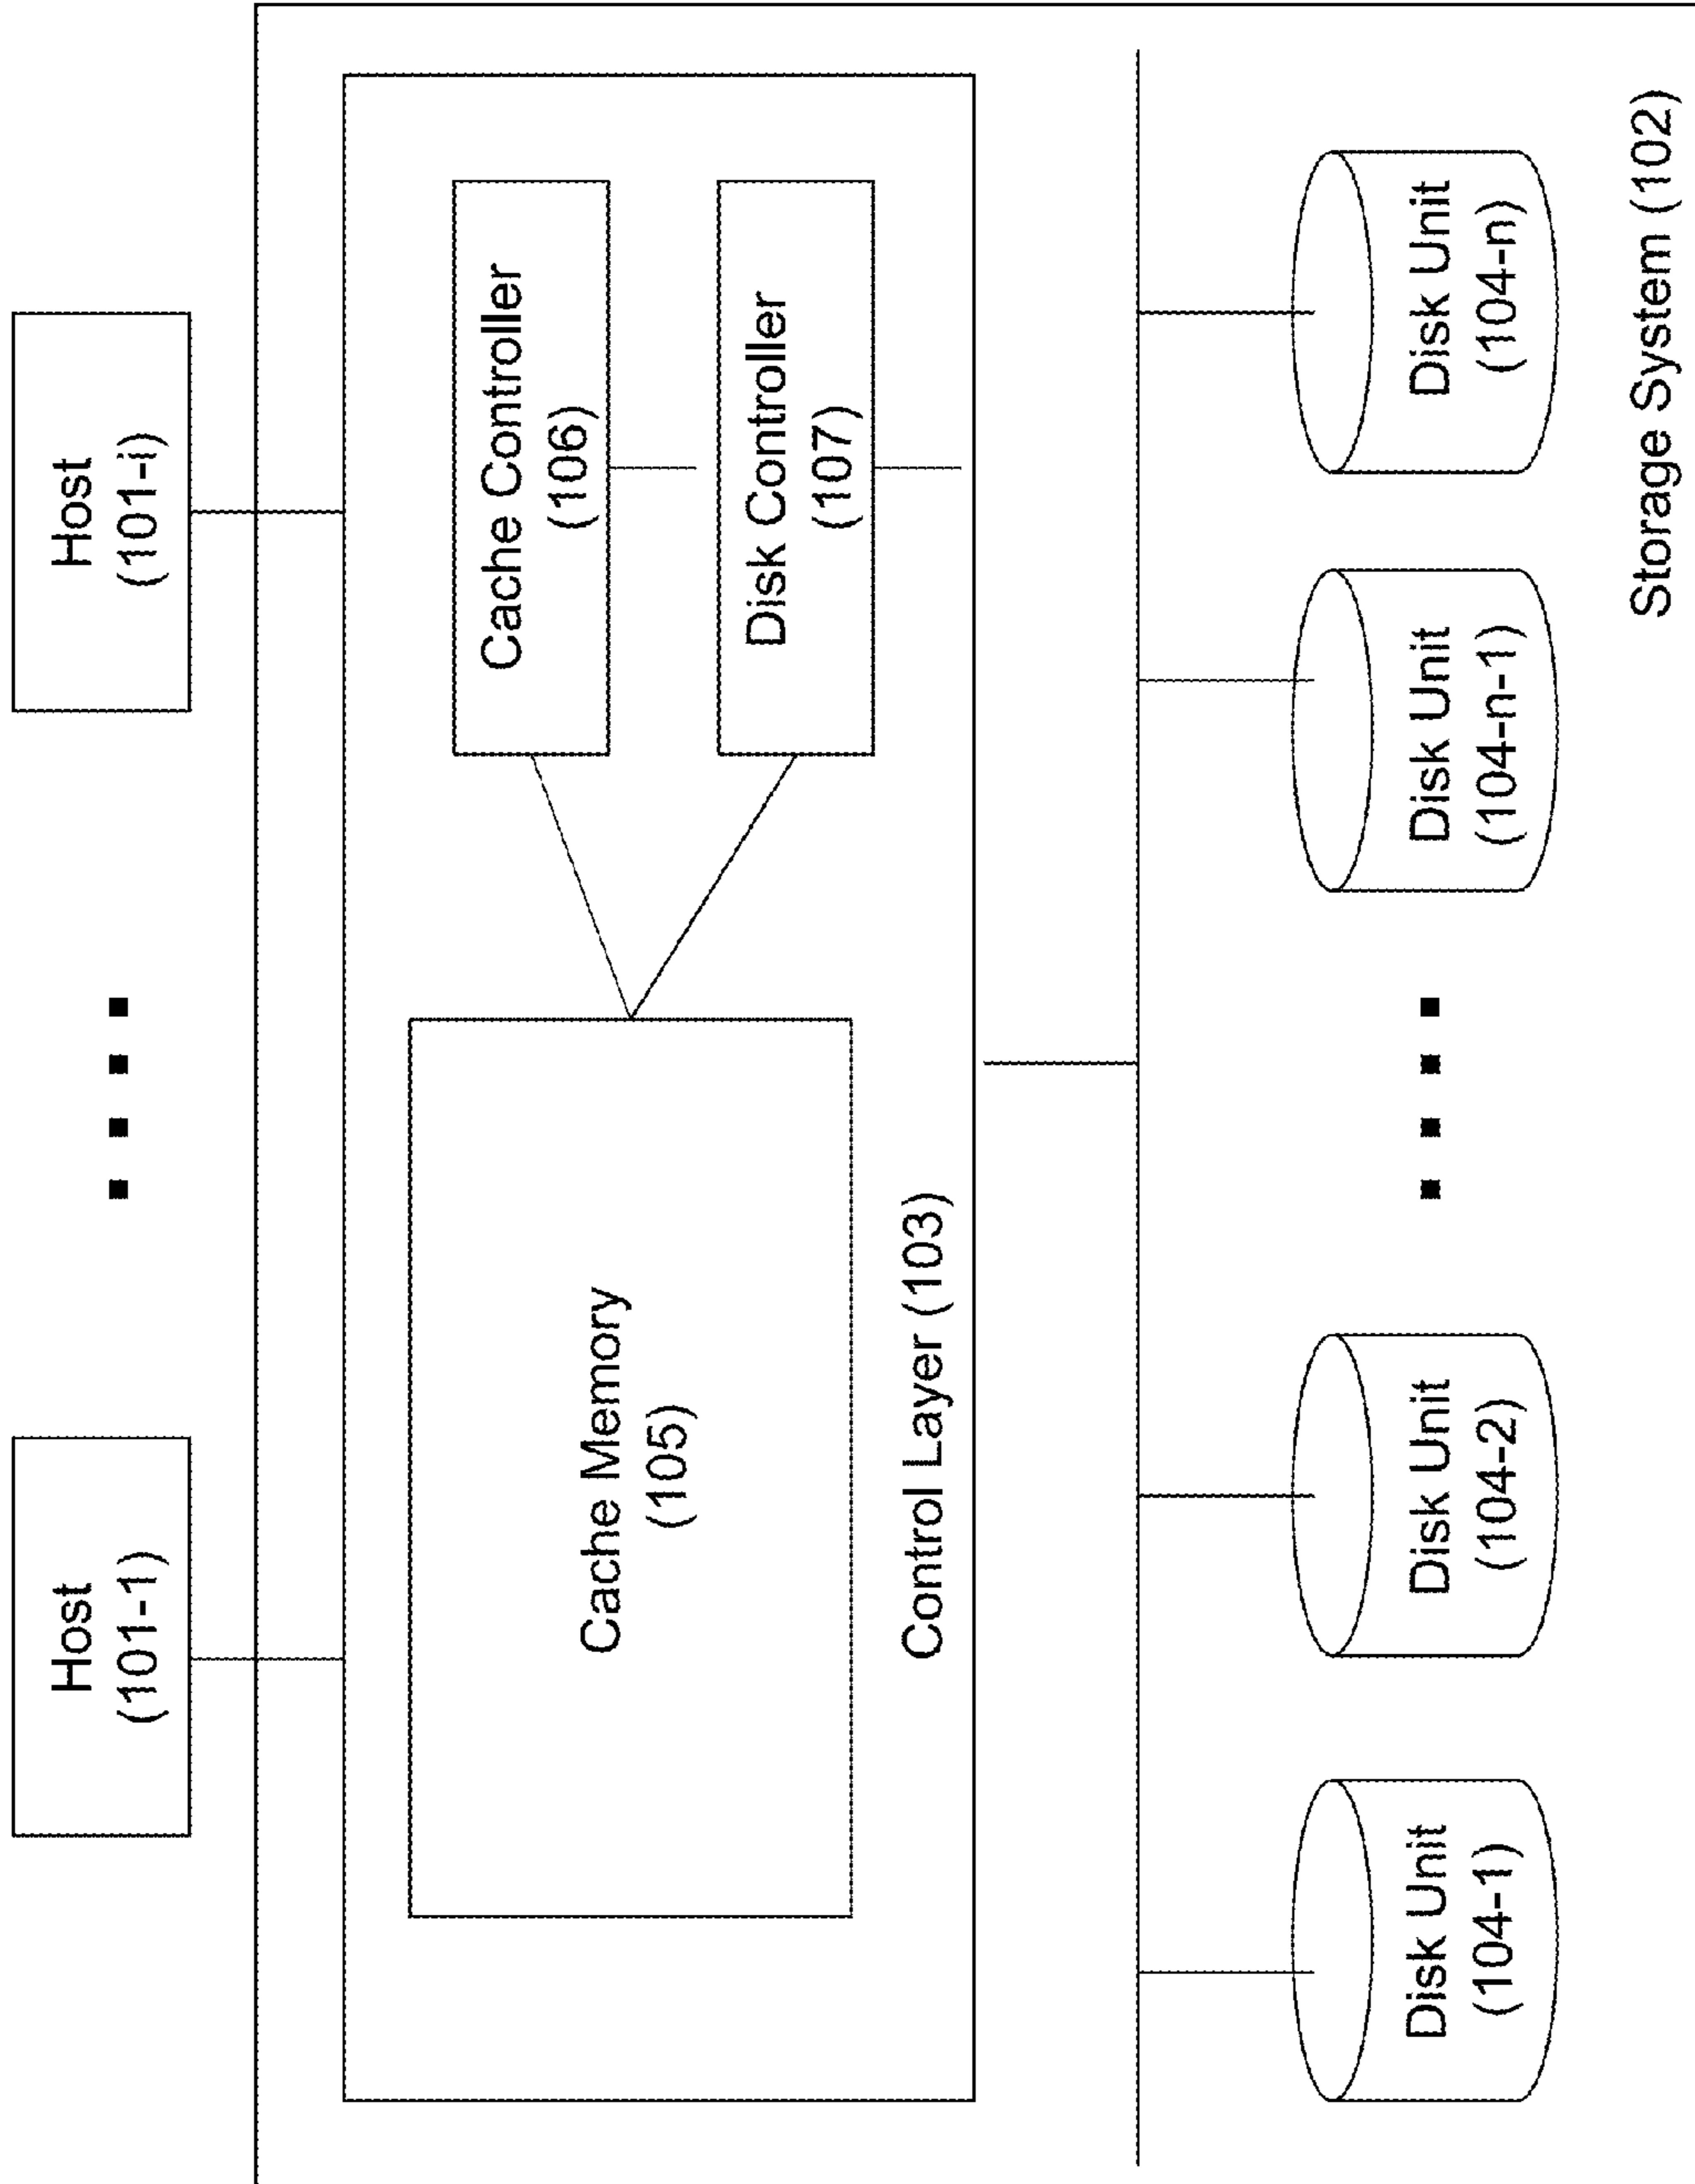 Host
(101-1)
Host
(101-i)
Cache Memory
(105)
Cache Controller
(106)
Disk Controller
(107)
Control Layer (103)
Disk Unit
(104-1)
Disk Unit
(104-2)
Disk Unit
(104-n-1)
Disk Unit
(104-n)
Storage System (102)